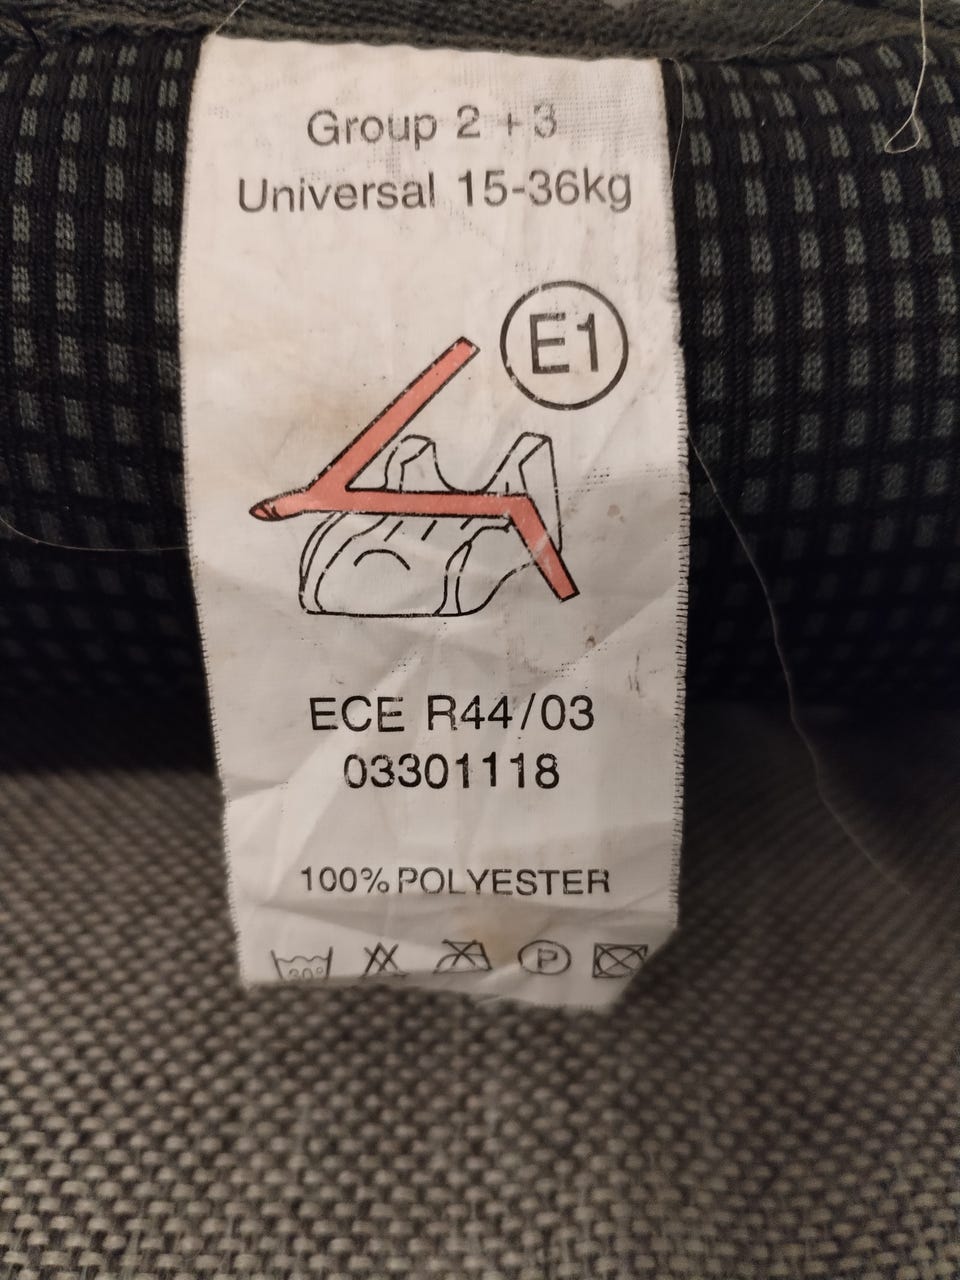 Group 2 + 3
Universal 15-36kg
E1
ECE R44/03
03301118
100% POLYESTER
30°
P